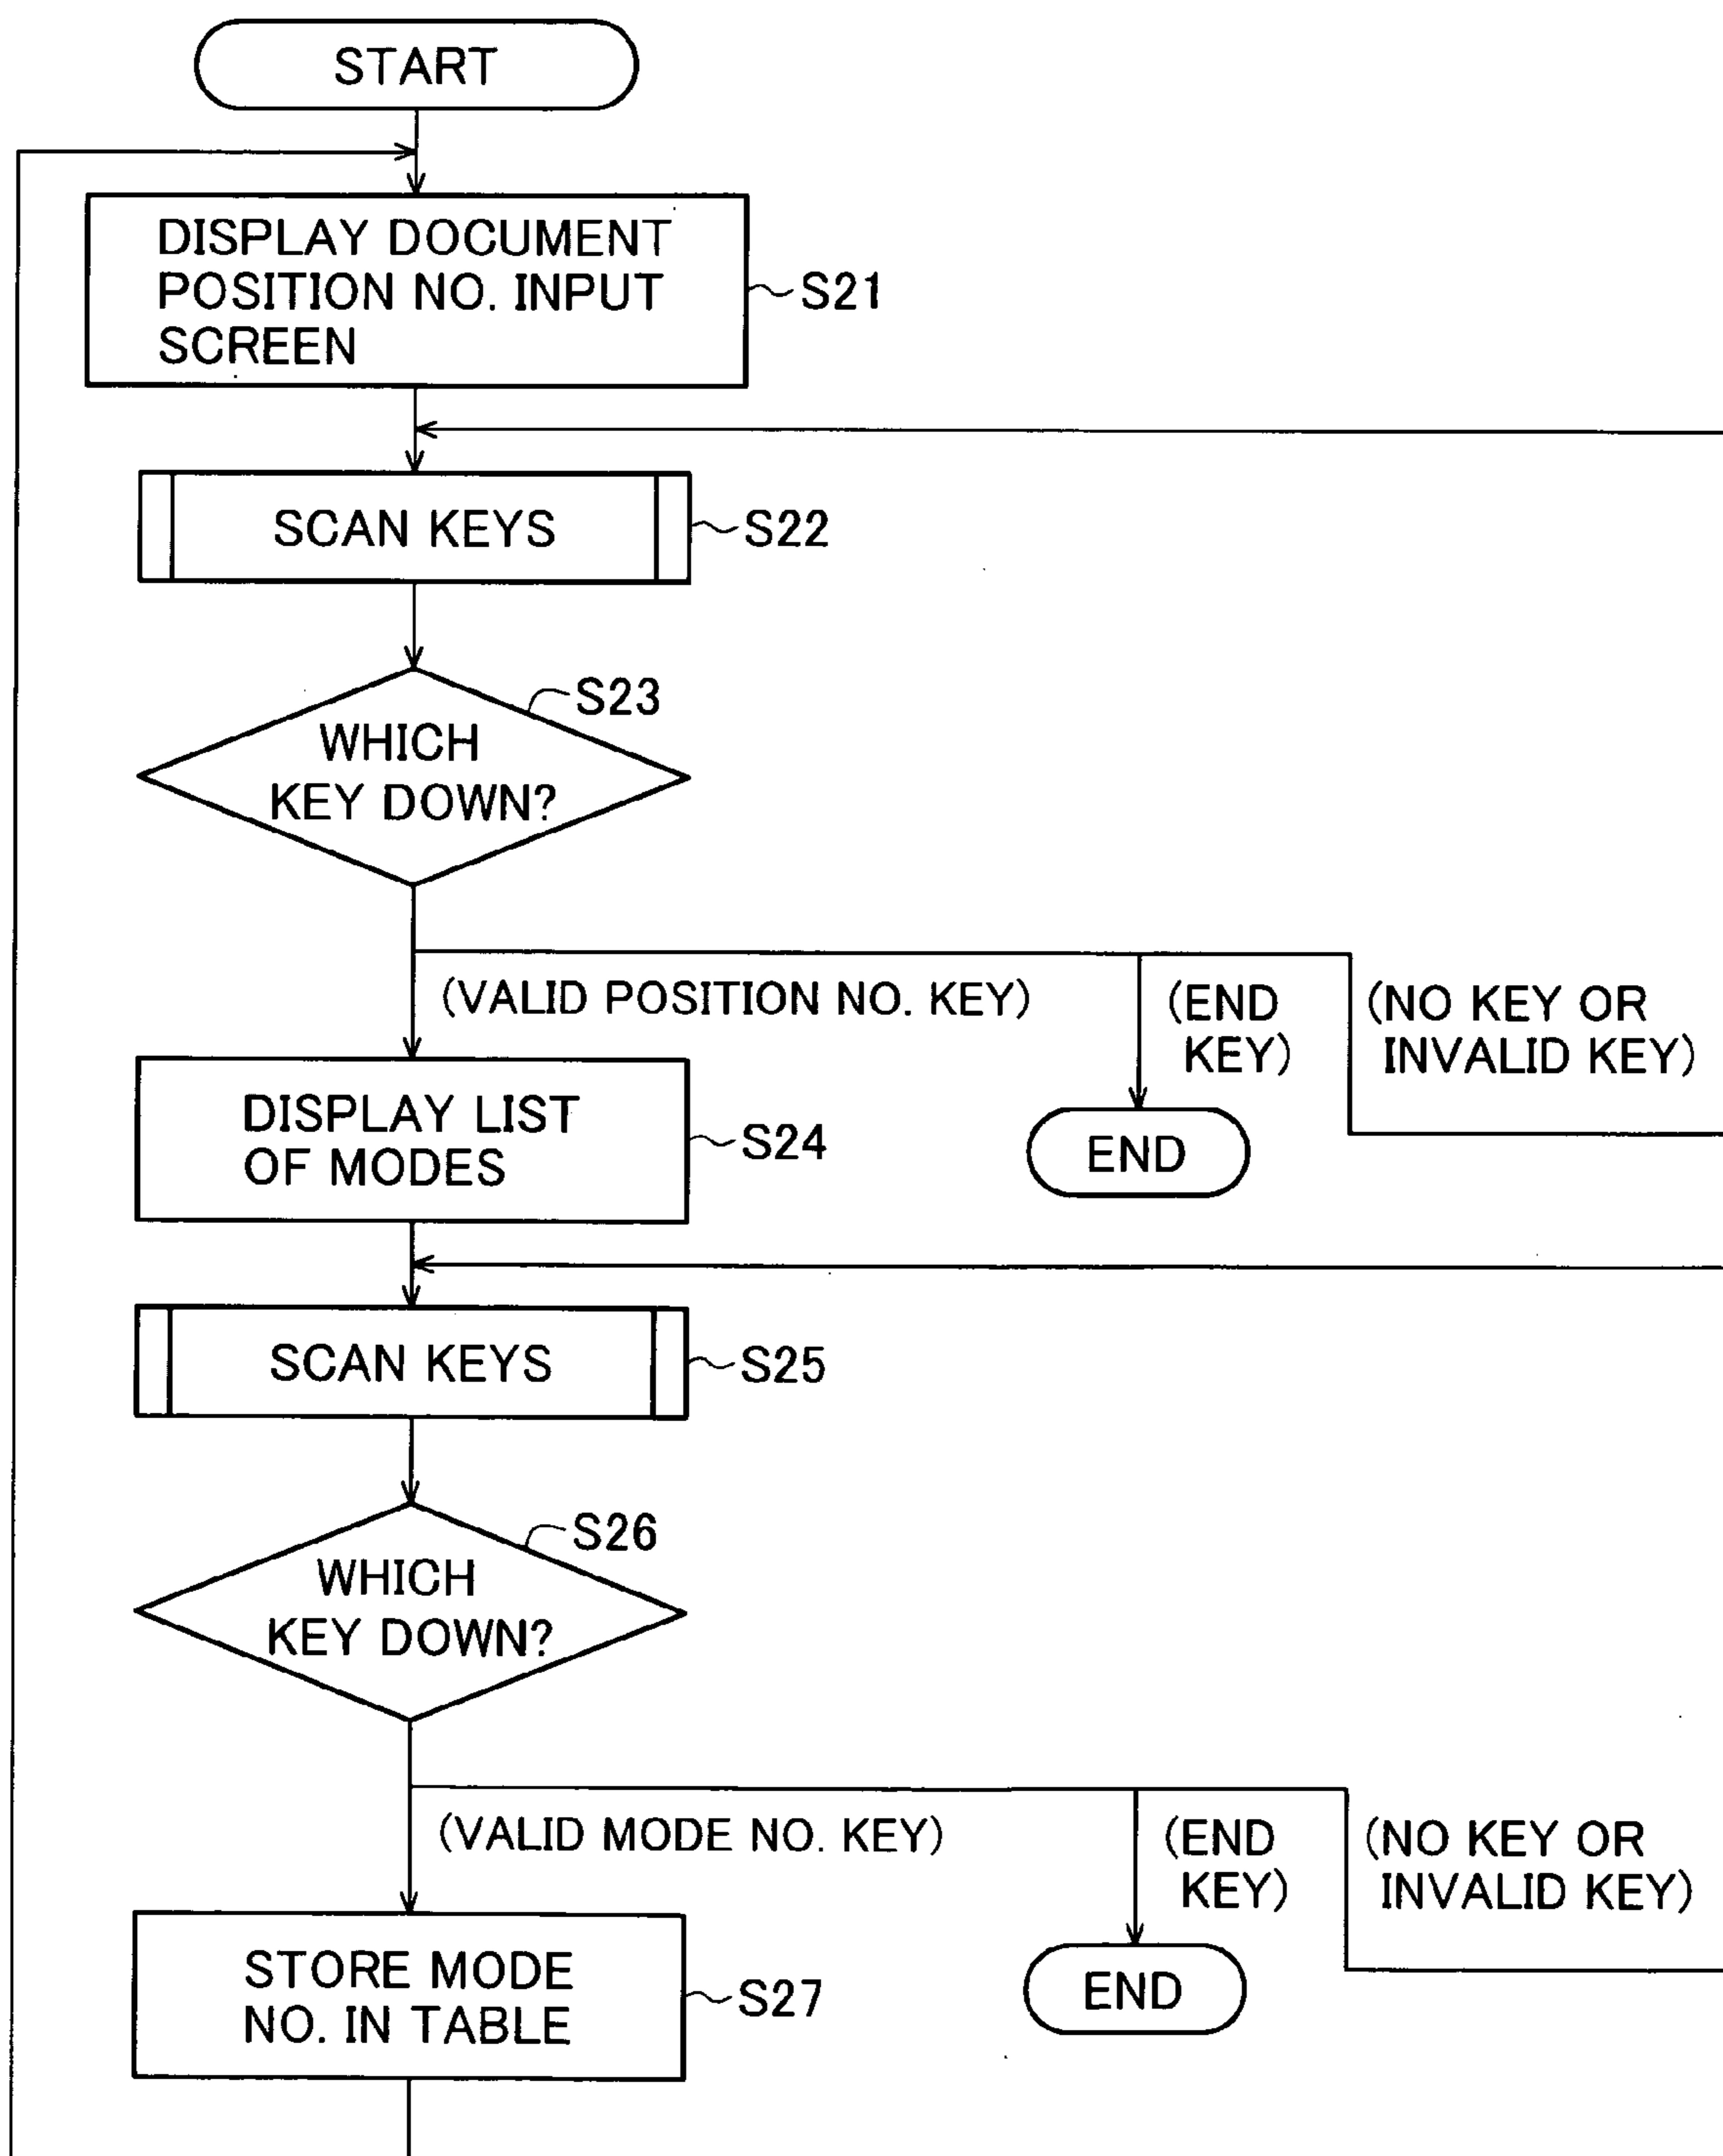 START
DISPLAY DOCUMENT
POSITION NO. INPUT
SCREEN
S21
SCAN KEYS
S22
S23
WHICH
KEY DOWN?
(VALID POSITION NO. KEY)
(END
KEY)
(NO KEY OR
INVALID KEY)
DISPLAY LIST
OF MODES
S24
END
SCAN KEYS
S25
S26
WHICH
KEY DOWN?
(VALID MODE NO. KEY)
(END
KEY)
(NO KEY OR
INVALID KEY)
STORE MODE
NO. IN TABLE
S27
END